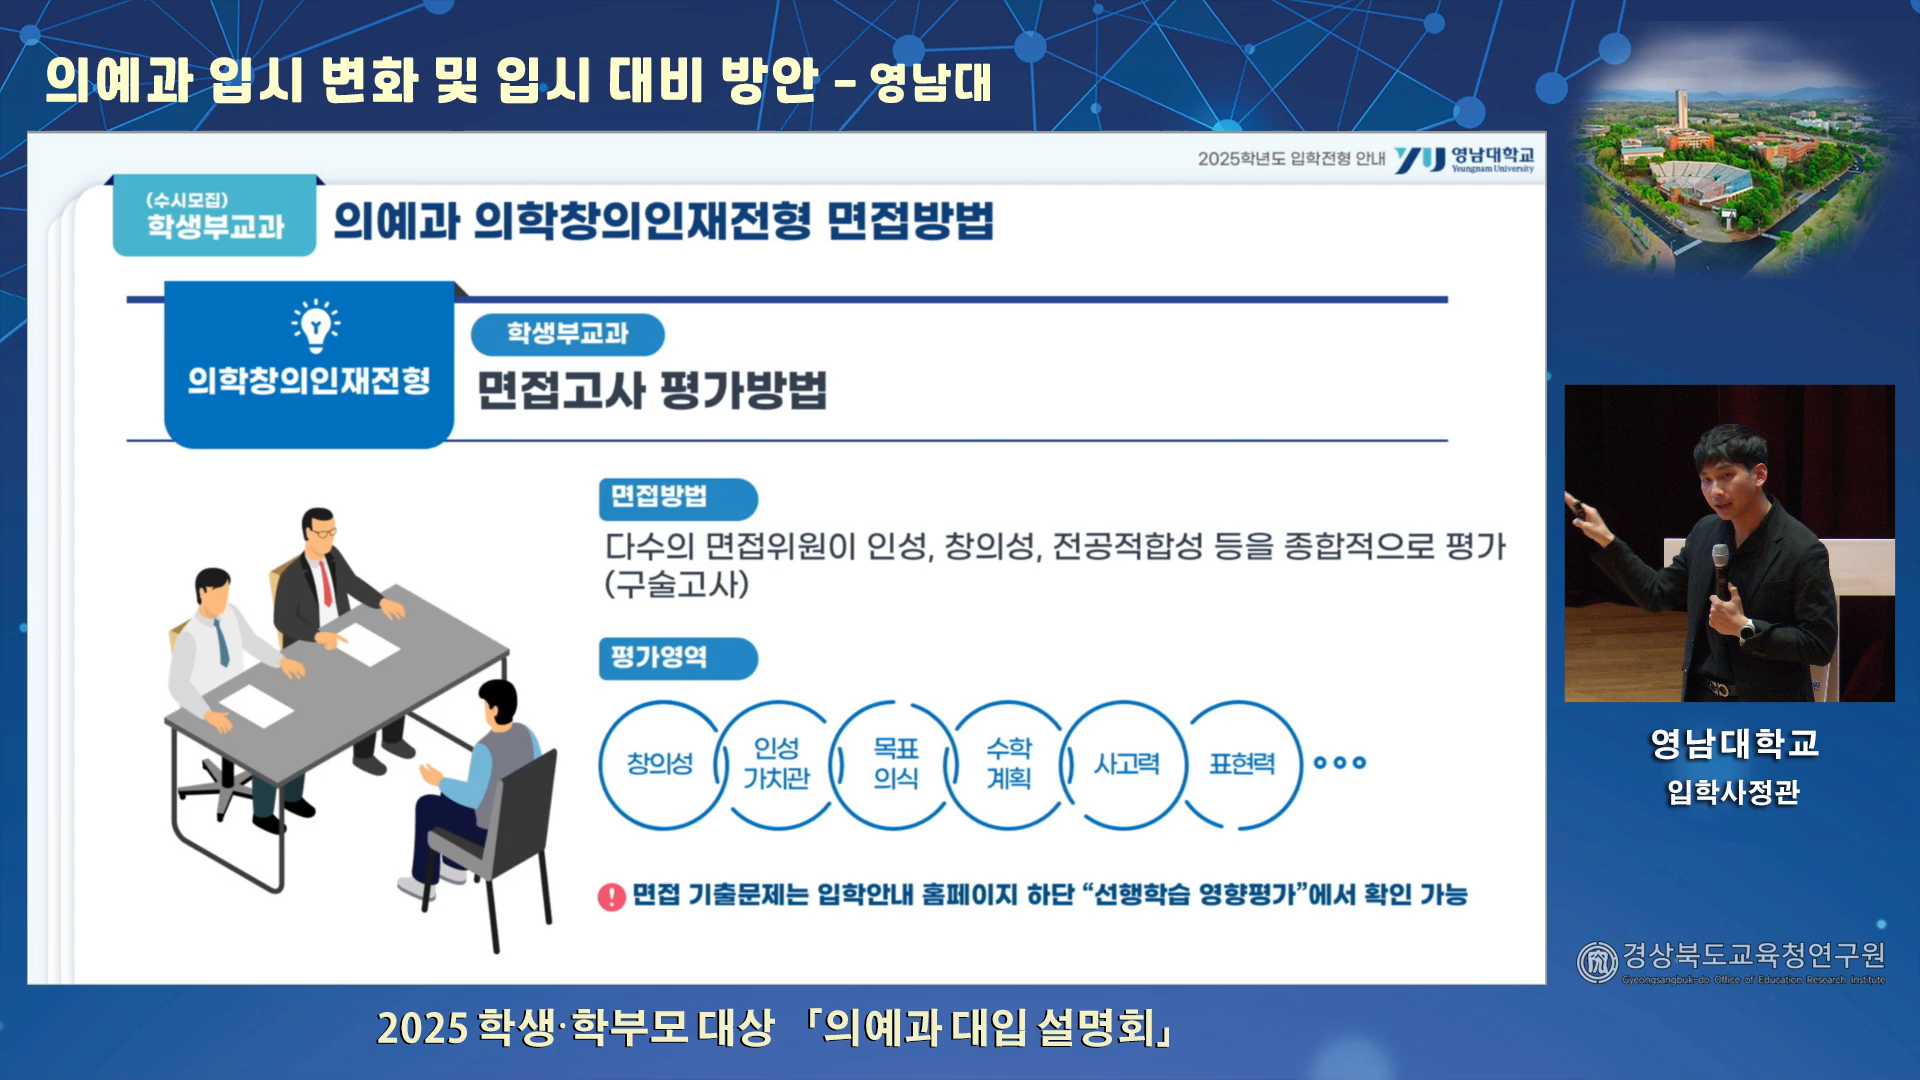 의예과 입시 변화 및 입시 대비 방안 - 영남대
2025학년도 입학전형 안내 YU 영남대학교
Yeungnam University
(수시모집)
학생부교과
의예과 의학창의인재전형 면접방법
의학창의인재전형
학생부교과
면접고사 평가방법
면접방법
다수의 면접위원이 인성, 창의성, 전공적합성 등을 종합적으로 평가
(구술고사)
평가영역
창의성
인성
가치관
목표
의식
수학
계획
사고력
표현력
면접 기출문제는 입학안내 홈페이지 하단 “선행학습 영향평가”에서 확인 가능
영남대학교
입학사정관
경상북도교육청연구원
Gyeongsangbuk-do Office of Education Research Institute
2025 학생·학부모 대상 「의예과 대입 설명회」